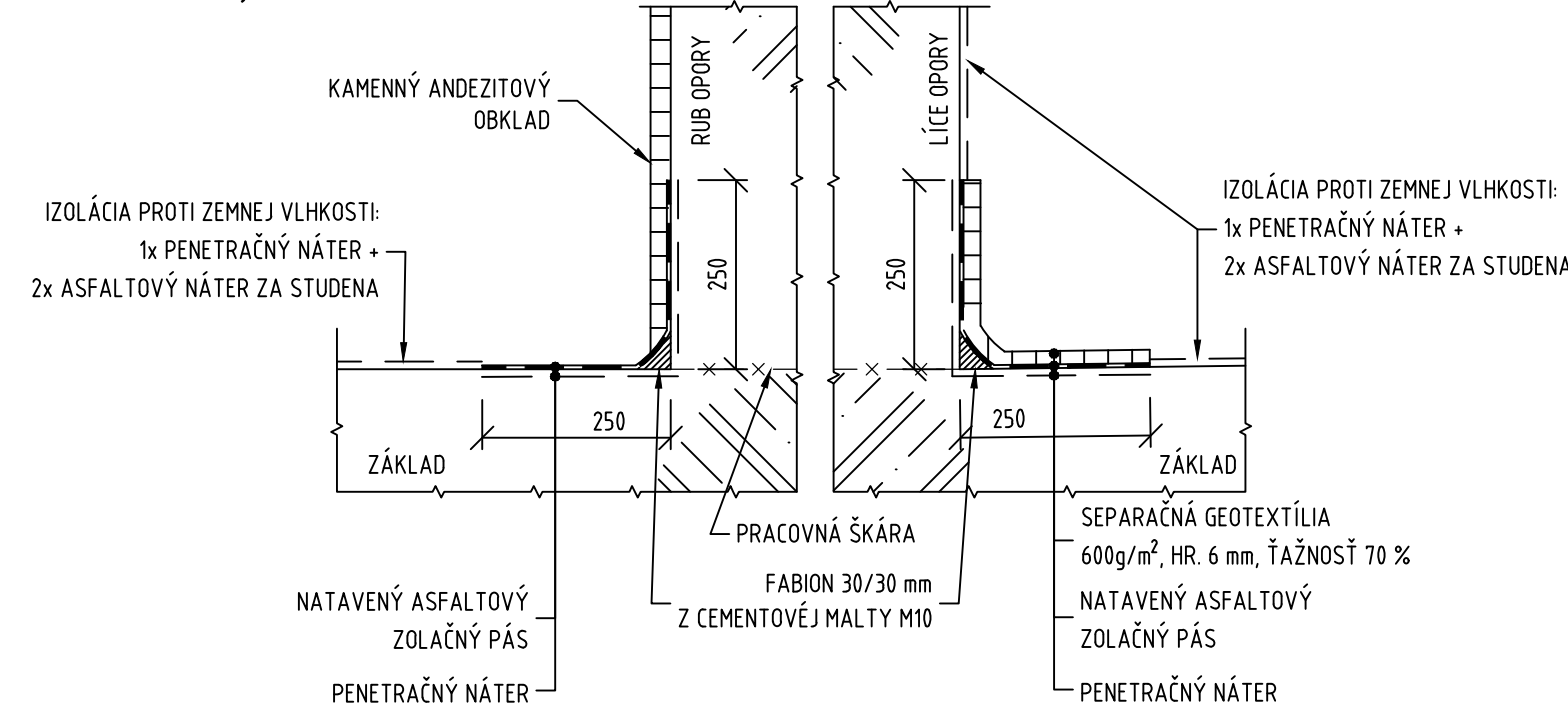 KAMENNÝ ANDEZITOVÝ
OBKLAD
RUB OPORY
LÍCE OPORY
IZOLÁCIA PROTI ZEMNEJ VLHKOSTI:
1x PENETRAČNÝ NÁTER +
2x ASFALTOVÝ NÁTER ZA STUDENA
IZOLÁCIA PROTI ZEMNEJ VLHKOSTI:
1x PENETRAČNÝ NÁTER +
2x ASFALTOVÝ NÁTER ZA STUDENA
250
250
250
250
ZÁKLAD
ZÁKLAD
PRACOVNÁ ŠKÁRA
FABION 30/30 mm
Z CEMENTOVÉJ MALTY M10
NATAVENÝ ASFALTOVÝ
ZOLAČNÝ PÁS
PENETRAČNÝ NÁTER
SEPARAČNÁ GEOTEXTÍLIA
600g/m², HR. 6 mm, ŤAŽNOSŤ 70 %
NATAVENÝ ASFALTOVÝ
ZOLAČNÝ PÁS
PENETRAČNÝ NÁTER